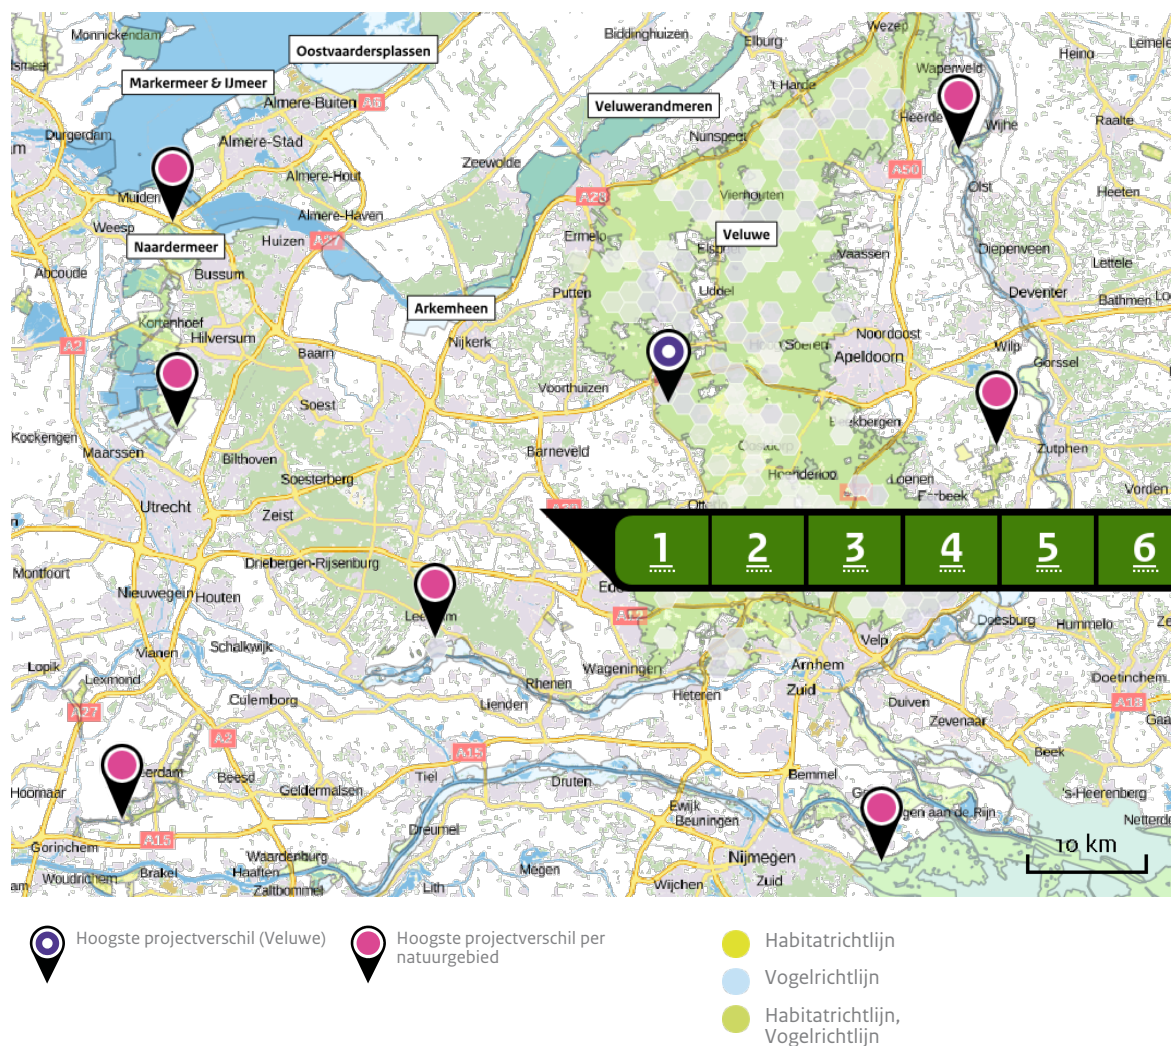 Monnickendam
Oostvaardersplassen
Biddinghuizen
Elburg
Wezep
Heino
Markermeer & IJmeer
't Harde
Wapenveld
Almere-Buiten
A6
Veluwerandmeren
Durgerdam
Almere-Stad
Nunspeet
Heerde
Wijhe
Raalte
Zeewolde
A50
Almere-Hout
Muiden
A28
Vierhouten
Olst
Heeten
Weesp
Almere-Haven
Naardermeer
Huizen
A27
Ermelo
Veluwe
Diepenveen
Vaassen
Lettele
Abcoude
Bussum
Putten
Uddel
Deventer
Bathmen
Arkemheen
Kortenhoef
Hilversum
A2
Nijkerk
Noordoost
Apeldoorn
Wilp
Gorssel
Baarn
Voorthuizen
Soest
Kockengen
Maarssen
Bilthoven
Barneveld
Zutphen
Soesterberg
Hoenderloo
Loenen
Vorden
Utrecht
Zeist
1 2 3 4 5 6
Driebergen-Rijsenburg
Montfoort
Nieuwegein
Houten
A12
Doesburg
Hummelo
Schalkwijk
Vianen
Velp
Lopik
Lexmond
Wageningen
Arnhem
Zuid
Doetinchem
Rhenen
Heteren
Culemborg
Lienden
Duiven
A18
A27
Zevenaar
A2
A15
Beek
Beesd
Tiel
Druten
Bemmel
Hoornaar
Geldermalsen
Ewijk
Beuningen
's-Heerenberg
Dreumel
A15
Gorinchem
Waardenburg
Nijmegen
10 km
Woudrichem
Brakel
Haaften
Megen
Zaltbommel
Lith
Wijchen
Zuid
Hoogste projectverschil (Veluwe)
Hoogste projectverschil per
natuurgebied
Habitatrichtlijn
Vogelrichtlijn
Habitatrichtlijn,
Vogelrichtlijn